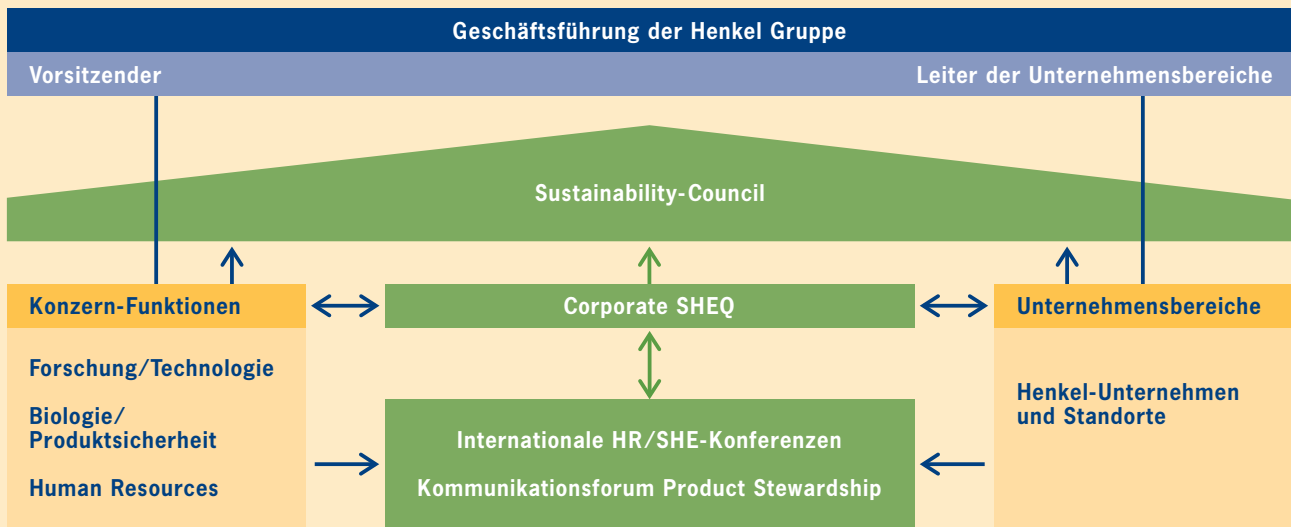 Geschäftsführung der Henkel Gruppe
Vorsitzender
Leiter der Unternehmensbereiche
Sustainability-Council
Konzern-Funktionen
Corporate SHEQ
Unternehmensbereiche
Forschung/Technologie
Biologie/
Produktsicherheit
Human Resources
Internationale HR/SHE-Konferenzen
Kommunikationsforum Product Stewardship
Henkel-Unternehmen
und Standorte